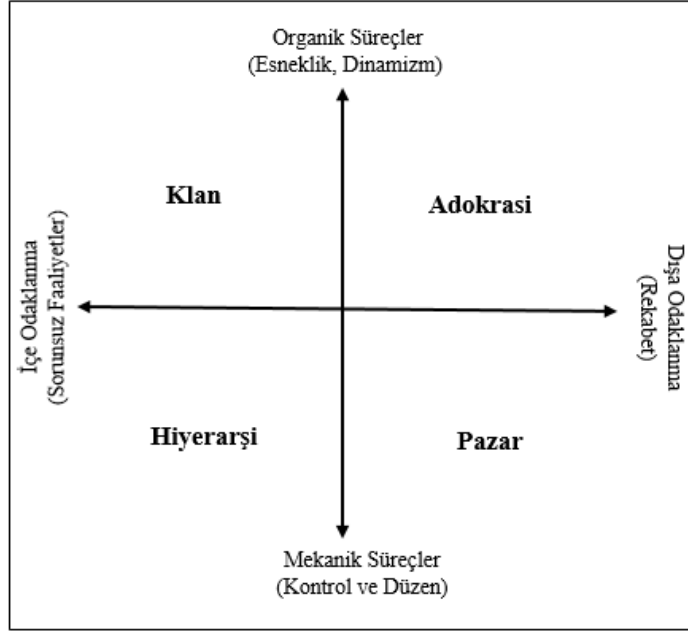 Organik Süreçler
(Esneklik, Dinamizm)
Klan
Adokrasi
İçe Odaklanma
(Sorunsuz Faaliyetler)
Dışa Odaklanma
(Rekabet)
Hiyerarşi
Pazar
Mekanik Süreçler
(Kontrol ve Düzen)